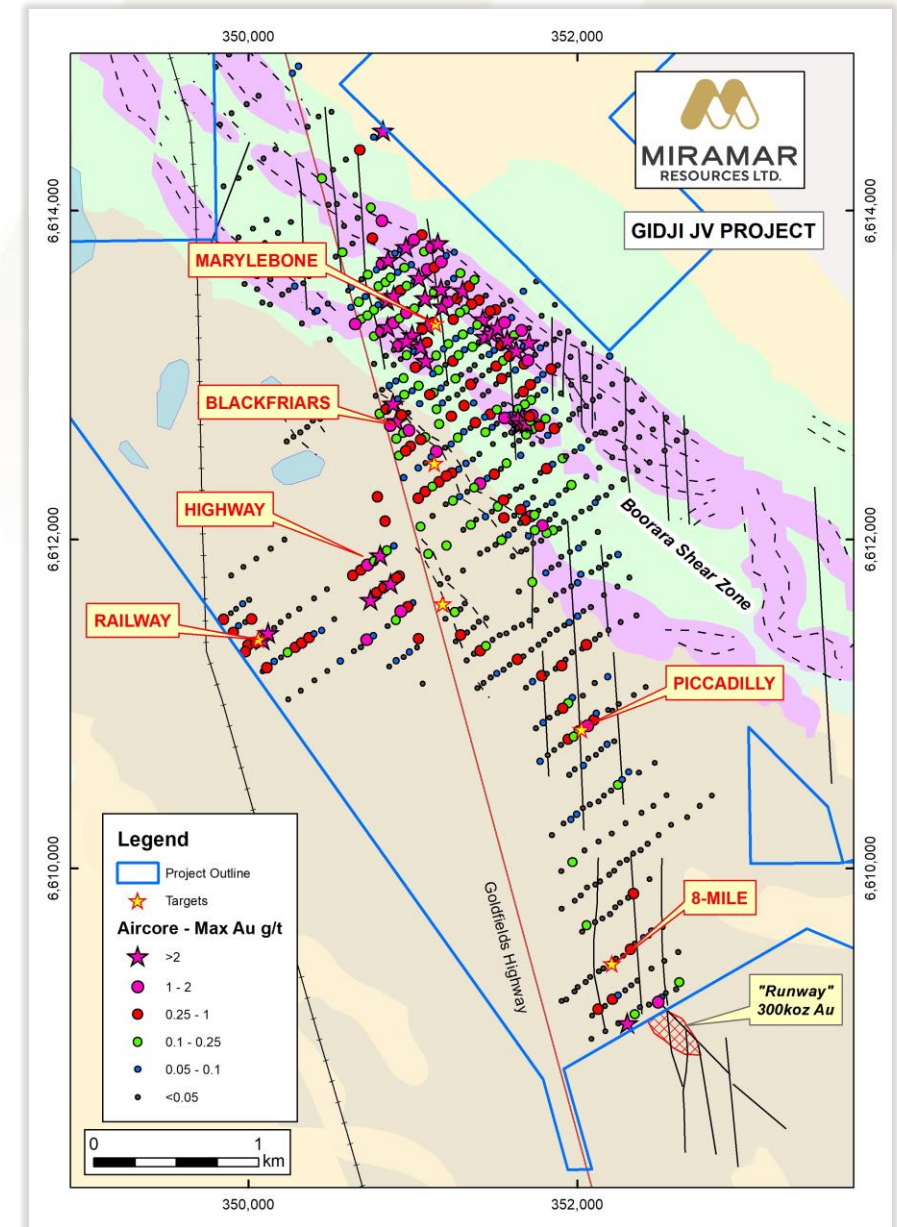 350,000
352,000
MIRAMAR
RESOURCES LTD.
GIDJI JV PROJECT
6,614,000
6,614,000
MARYLEBONE
BLACKFRIARS
HIGHWAY
6,612,000
6,612,000
Boorara Shear Zone
RAILWAY
PICCADILLY
Goldfields Highway
6,610,000
6,610,000
8-MILE
"Runway"
300koz Au
Legend
Project Outline
Targets
Aircore - Max Au g/t
>2
1 - 2
0.25 - 1
0.1 - 0.25
0.05 - 0.1
<0.05
0 1
km
350,000
352,000